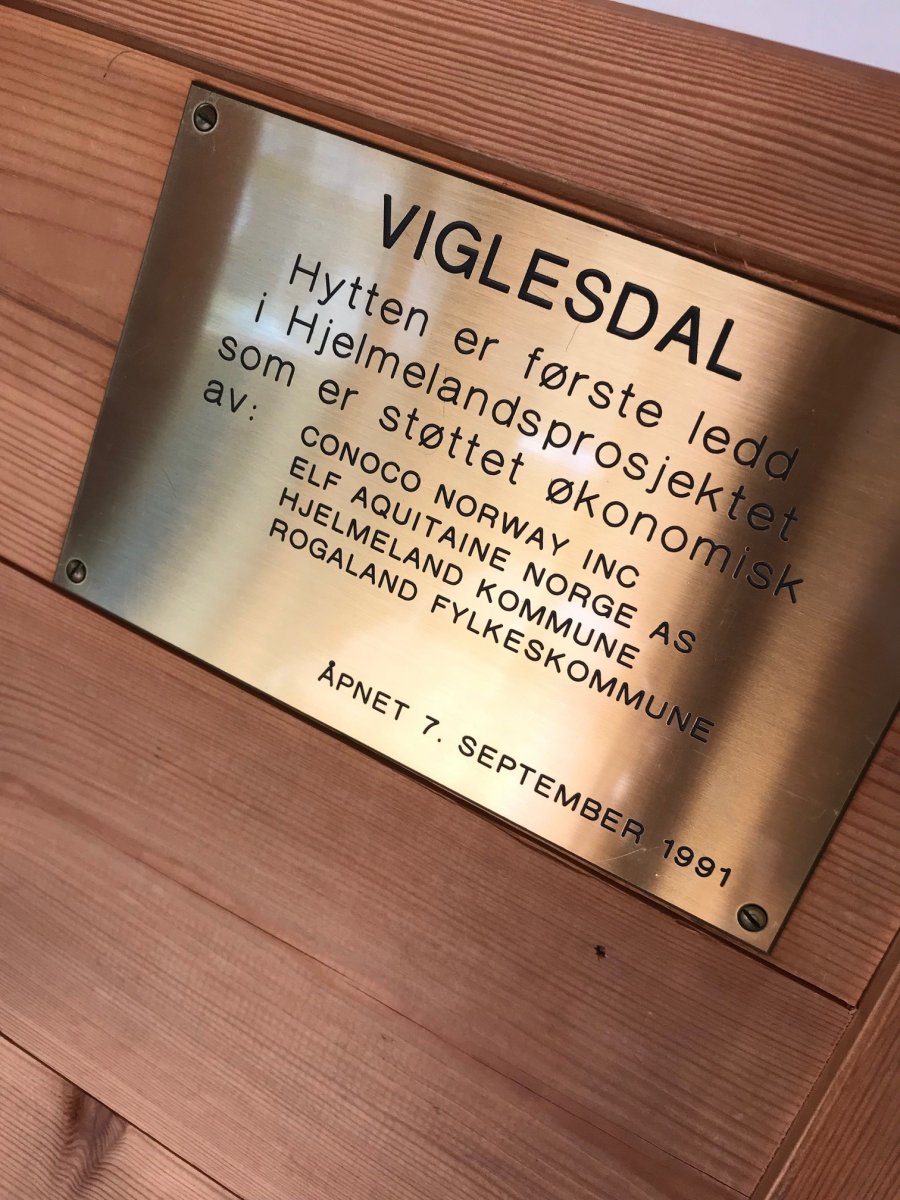 VIGLESDAL
Hytten er første ledd
i Hjelmelandsprosjektet
som er støttet økonomisk
av:
CONOCO NORWAY INC
ELF AQUITAINE NORGE AS
HJELMELAND KOMMUNE
ROGALAND FYLKESKOMMUNE
ÅPNET 7. SEPTEMBER 1991